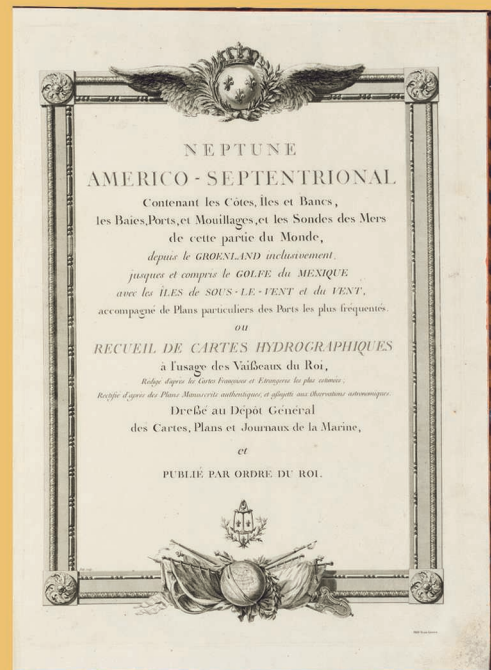 NEPTUNE
AMERICO-SEPTENTRIONAL
Contenant les Côtes, Îles et Bancs,
les Baies, Ports, et Mouillages, et les Sondes des Mers
de cette partie du Monde,
depuis le GROENLAND inclusivement,
jusques et compris le GOLFE du MEXIQUE
avec les ÎLES de SOUS-LE-VENT et du VENT,
accompagné de Plans particuliers des Ports les plus fréquentés.
ou
RECUEIL DE CARTES HYDROGRAPHIQUES
à l'usage des Vaißeaux du Roi,
Rédigé d'après les Cartes Françoises et Etrangeres les plus estimées;
Rectifié d'après des Plans Manuscrits authentiques, et aßujetti aux Observations astronomiques
Dreßé au Dépôt Général
des Cartes, Plans et Journaux de la Marine,
et
PUBLIÉ PAR ORDRE DU ROI.